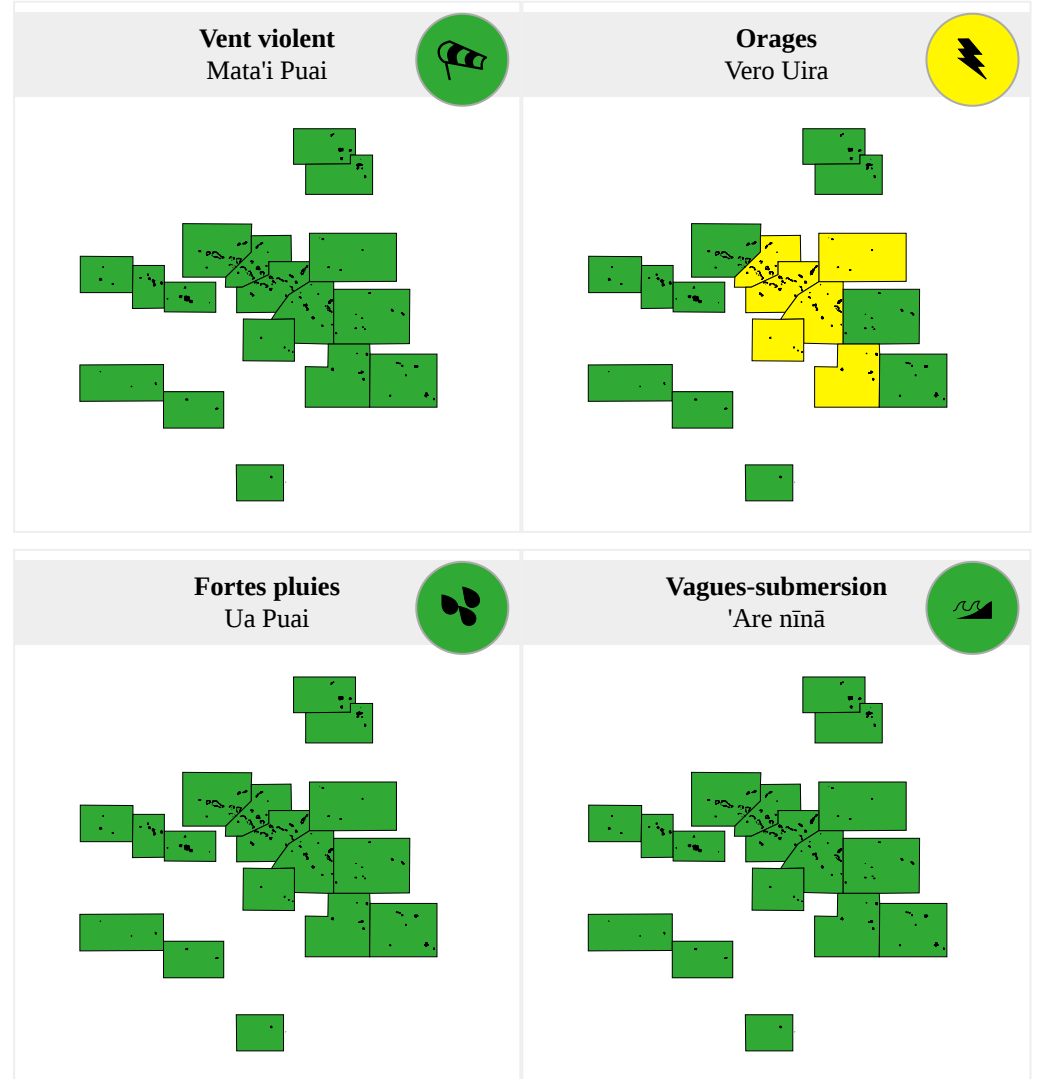 Vent violent
Mata'i Puai
Orages
Vero Uira
Fortes pluies
Ua Puai
Vagues-submersion
'Are nīnā